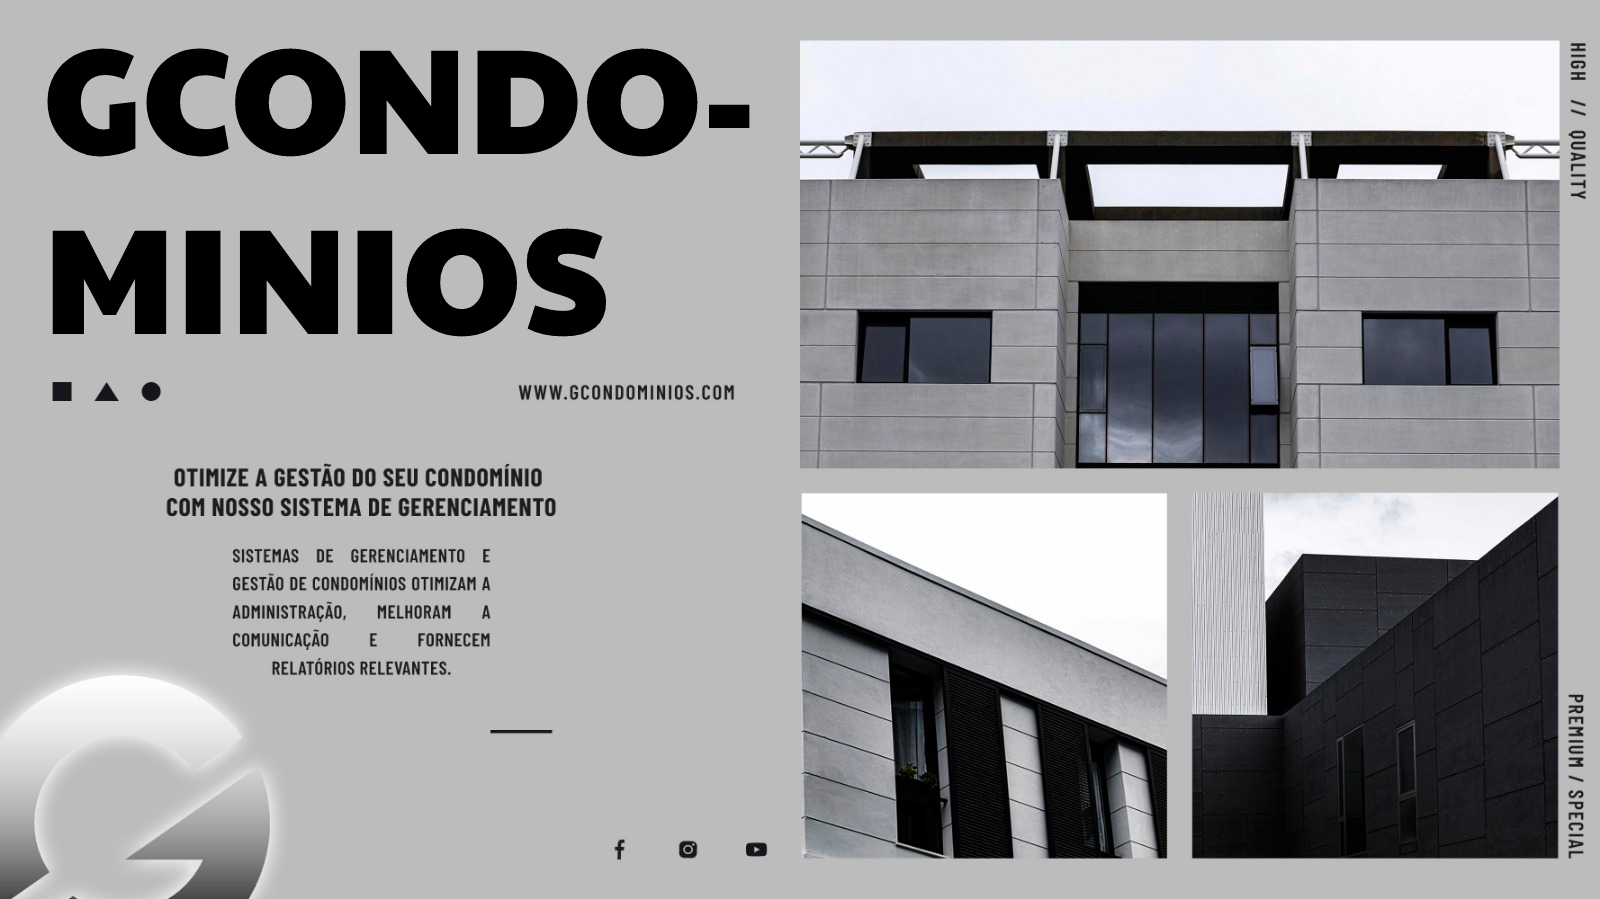 GCONDO-
MINIOS
WWW.GCONDOMINIOS.COM
OTIMIZE A GESTÃO DO SEU CONDOMÍNIO
COM NOSSO SISTEMA DE GERENCIAMENTO
SISTEMAS DE GERENCIAMENTO E
GESTÃO DE CONDOMÍNIOS OTIMIZAM A
ADMINISTRAÇÃO, MELHORAM A
COMUNICAÇÃO E FORNECEM
RELATÓRIOS RELEVANTES.
HIGH // QUALITY
PREMIUM / SPECIAL